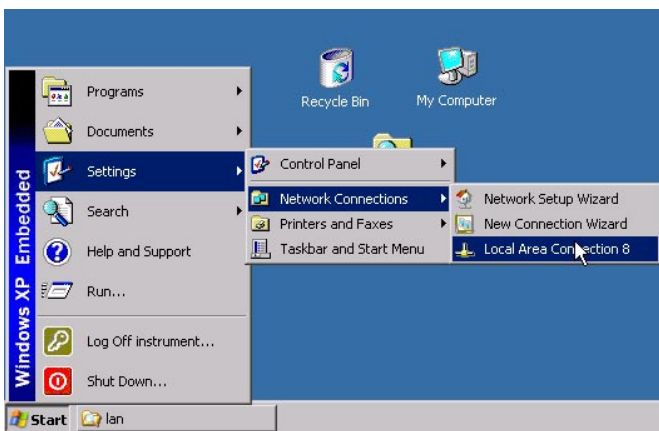 Recycle Bin
My Computer
Windows XP Embedded
Programs
Documents
Settings
Search
Help and Support
Run...
Log Off instrument...
Shut Down...
Control Panel
Network Connections
Printers and Faxes
Taskbar and Start Menu
Network Setup Wizard
New Connection Wizard
Local Area Connection 8
Start
lan